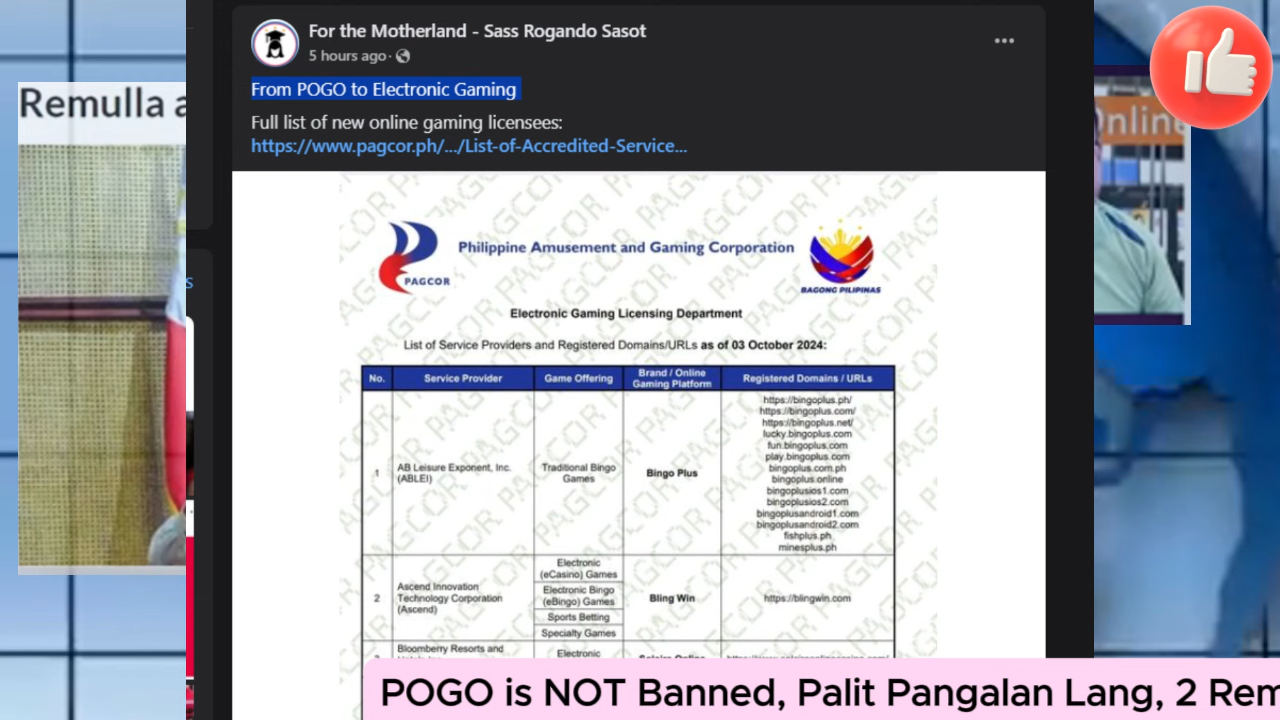 Remulla a
For the Motherland - Sass Rogando Sasot
5 hours ago
From POGO to Electronic Gaming
Full list of new online gaming licensees:
https://www.pagcor.ph/.../List-of-Accredited-Service...
Online
s
PAGCOR
Philippine Amusement and Gaming Corporation
BAGONG PILIPINAS
Electronic Gaming Licensing Department
List of Service Providers and Registered Domains/URLs as of 03 October 2024:
No. Service Provider Game Offering Brand / Online Gaming Platform Registered Domains / URLs
1
AB Leisure Exponent, Inc.
(ABLEI)
Traditional Bingo
Games
Bingo Plus
https://bingoplus.ph/
https://bingoplus.com/
https://bingoplus.net/
lucky.bingoplus.com
fun.bingoplus.com
play.bingoplus.com
bingoplus.com.ph
bingoplus.online
bingoplusios1.com
bingoplusios2.com
bingoplusandroid1.com
bingoplusandroid2.com
fishplus.ph
minesplus.ph
2
Ascend Innovation
Technology Corporation
(Ascend)
Electronic
(eCasino) Games
Electronic Bingo
(eBingo) Games
Sports Betting
Specialty Games
Bling Win
https://blingwin.com
Bloomberry Resorts and
Electronic
POGO is NOT Banned, Palit Pangalan Lang, 2 Rem